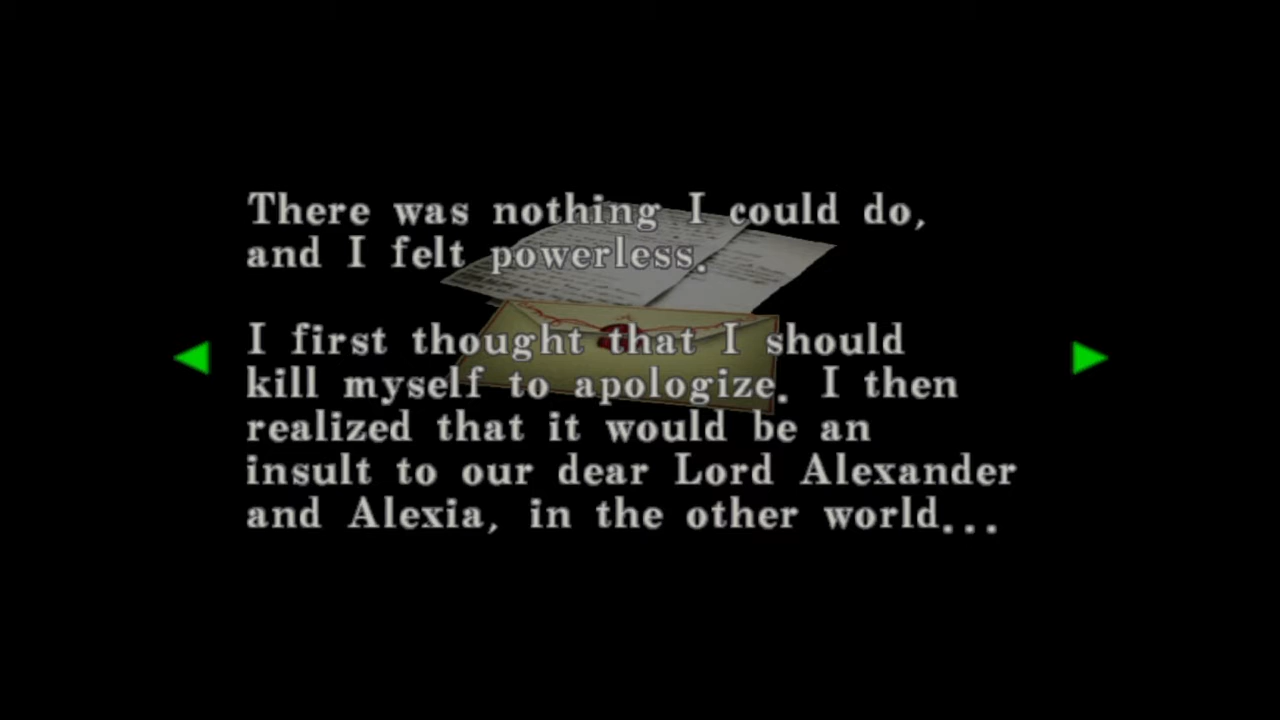 There was nothing I could do,
and I felt powerless.
I first thought that I should
kill myself to apologize. I then
realized that it would be an
insult to our dear Lord Alexander
and Alexia, in the other world...